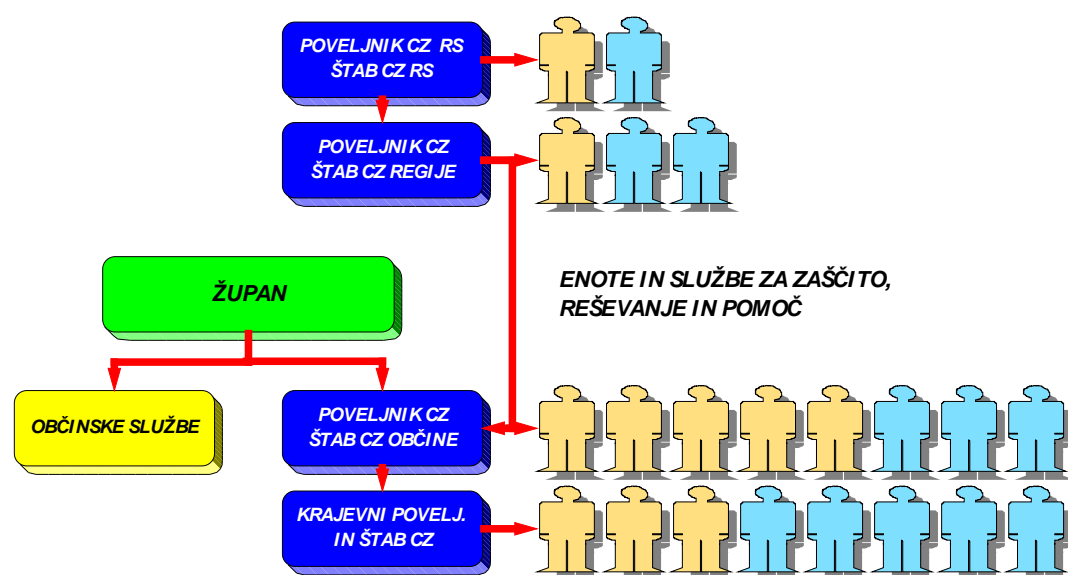 POVELJNIK CZ RS
ŠTAB CZ RS
POVELJNIK CZ
ŠTAB CZ REGIJE
ŽUPAN
ENOTE IN SLUŽBE ZA ZAŠČITO,
REŠEVANJE IN POMOČ
OBČINSKE SLUŽBE
POVELJNIK CZ
ŠTAB CZ OBČINE
KRAJEVNI POVELJ.
IN ŠTAB CZ